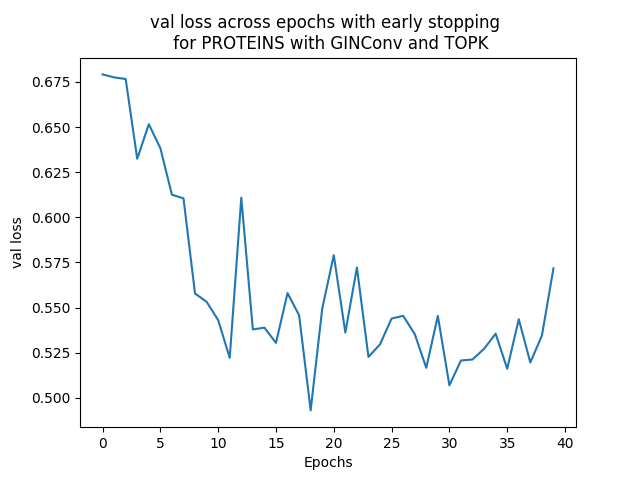 val loss across epochs with early stopping
for PROTEINS with GINConv and TOPK
0.675
0.650
0.625
0.600
0.575
0.550
0.525
0.500
val loss
0 5 10 15 20 25 30 35 40
Epochs